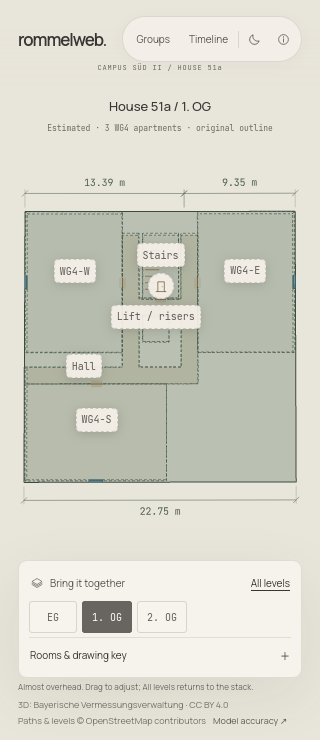 rommelweb.
Groups Timeline
CAMPUS SÜD II / HOUSE 51a
House 51a / 1. OG
Estimated · 3 WG4 apartments · original outline
13.39 m 9.35 m
Stairs
WG4-W WG4-E
Lift / risers
Hall
WG4-S
22.75 m
Bring it together All levels
EG 1. OG 2. OG
Rooms & drawing key +
Almost overhead. Drag to adjust; All levels returns to the stack.
3D: Bayerische Vermessungsverwaltung · CC BY 4.0
Paths & levels © OpenStreetMap contributors Model accuracy ↗